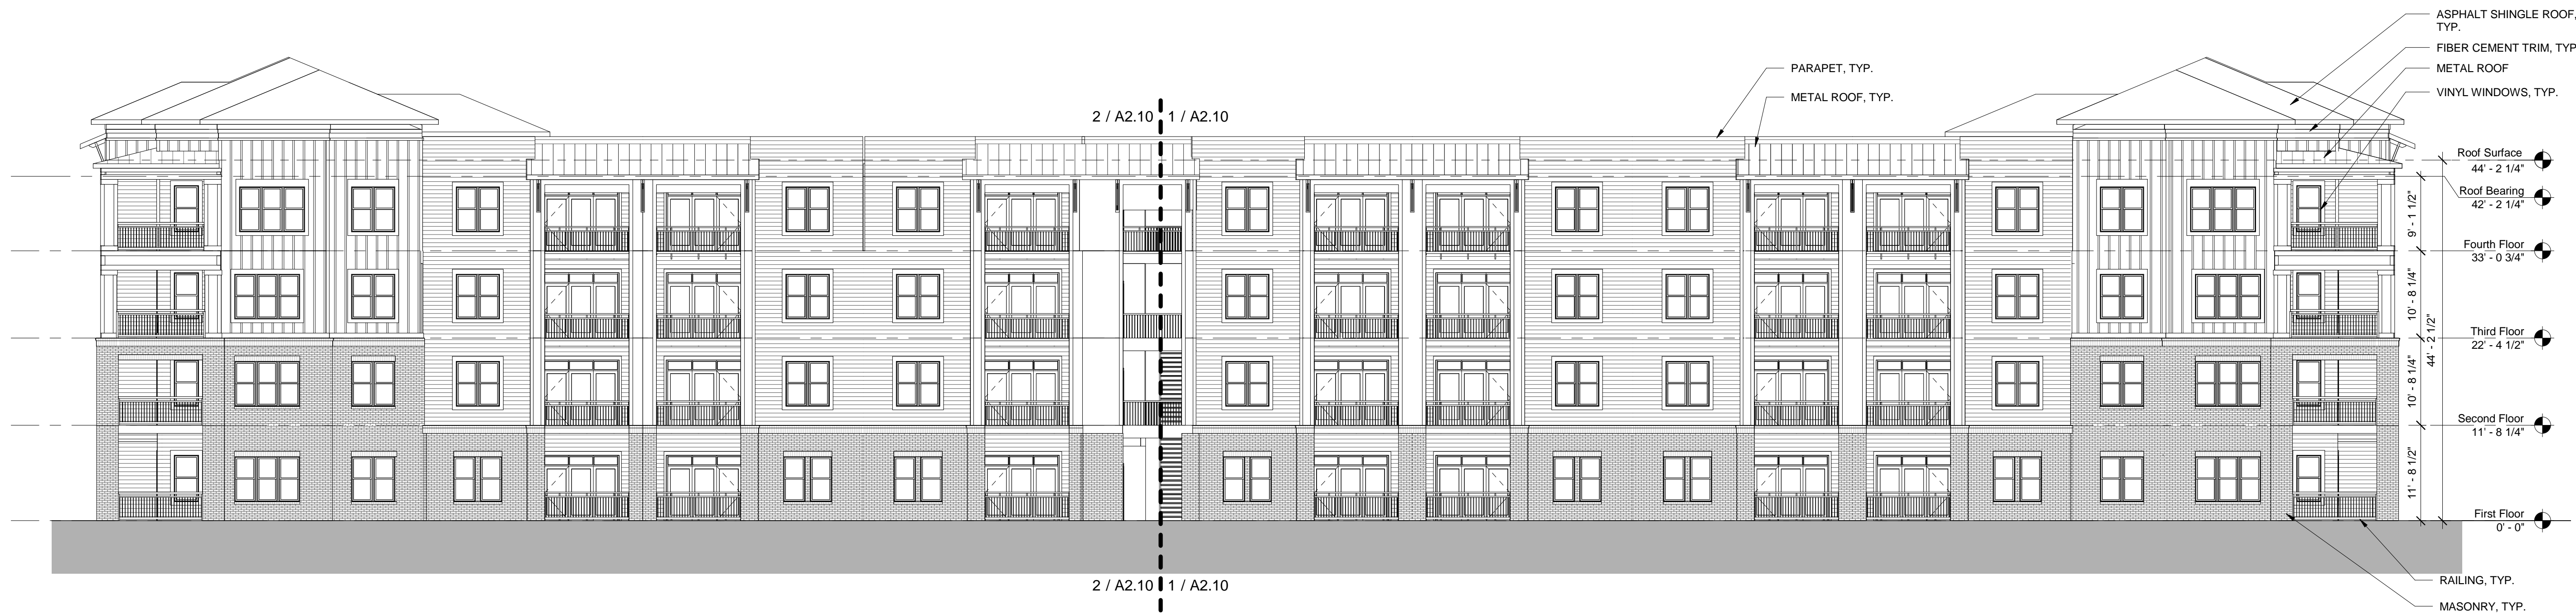 ASPHALT SHINGLE ROOF,
TYP.
FIBER CEMENT TRIM, TYP
METAL ROOF
VINYL WINDOWS, TYP.
PARAPET, TYP.
METAL ROOF, TYP.
2 / A2.10 1 / A2.10
Roof Surface
44' - 2 1/4"
Roof Bearing
42' - 2 1/4"
9' - 1 1/2"
Fourth Floor
33' - 0 3/4"
10' - 8 1/4"
44' - 2 1/2"
Third Floor
22' - 4 1/2"
10' - 8 1/4"
Second Floor
11' - 8 1/4"
11' - 8 1/2"
First Floor
0' - 0"
2 / A2.10 1 / A2.10
RAILING, TYP.
MASONRY, TYP.